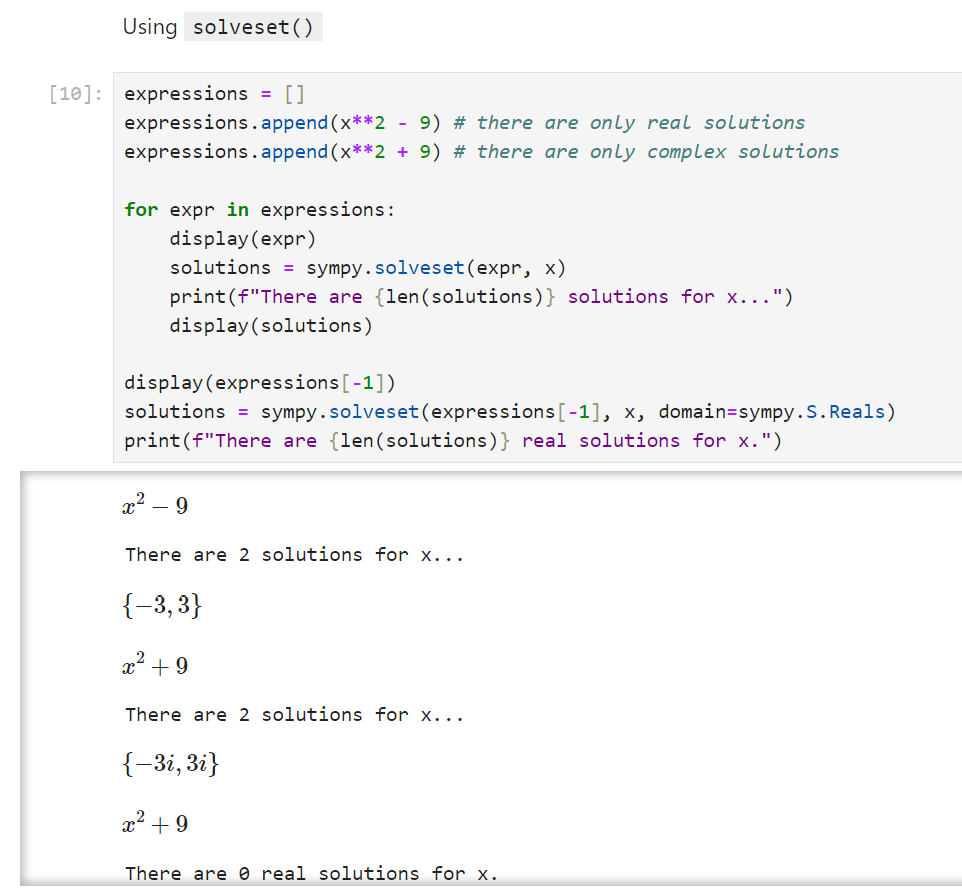 Using solveset()
[10]:
expressions = []
expressions.append(x**2 - 9) # there are only real solutions
expressions.append(x**2 + 9) # there are only complex solutions
for expr in expressions:
    display(expr)
    solutions = sympy.solveset(expr, x)
    print(f"There are {len(solutions)} solutions for x...")
    display(solutions)
display(expressions[-1])
solutions = sympy.solveset(expressions[-1], x, domain=sympy.S.Reals)
print(f"There are {len(solutions)} real solutions for x.")
x² − 9
There are 2 solutions for x...
{−3, 3}
x² + 9
There are 2 solutions for x...
{−3i, 3i}
x² + 9
There are 0 real solutions for x.